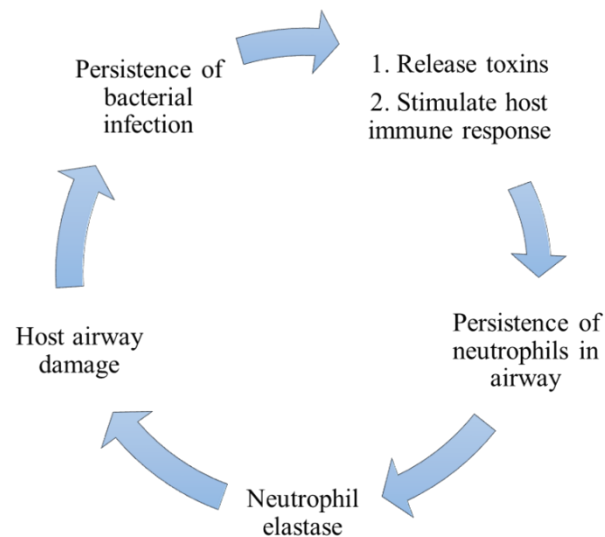 Persistence of
bacterial
infection
1. Release toxins
2. Stimulate host
immune response
Persistence of
neutrophils in
airway
Neutrophil
elastase
Host airway
damage